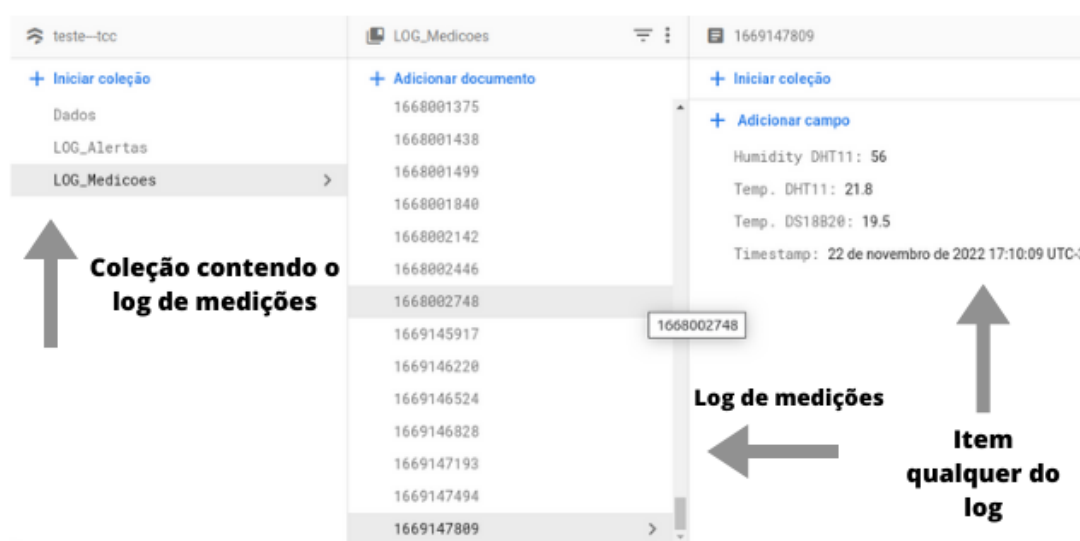 teste—tcc
+ Iniciar coleção
Dados
LOG_Alertas
LOG_Medicoes
Coleção contendo o
log de medições
LOG_Medicoes
+ Adicionar documento
1668001375
1668001438
1668001499
1668001840
1668002142
1668002446
1668002748
1668002748
1669145917
1669146220
1669146524
1669146828
1669147193
1669147494
1669147809
1669147809
+ Iniciar coleção
+ Adicionar campo
Humidity DHT11: 56
Temp. DHT11: 21.8
Temp. DS18B20: 19.5
Timestamp: 22 de novembro de 2022 17:10:09 UTC-
Log de medições
Item
qualquer do
log